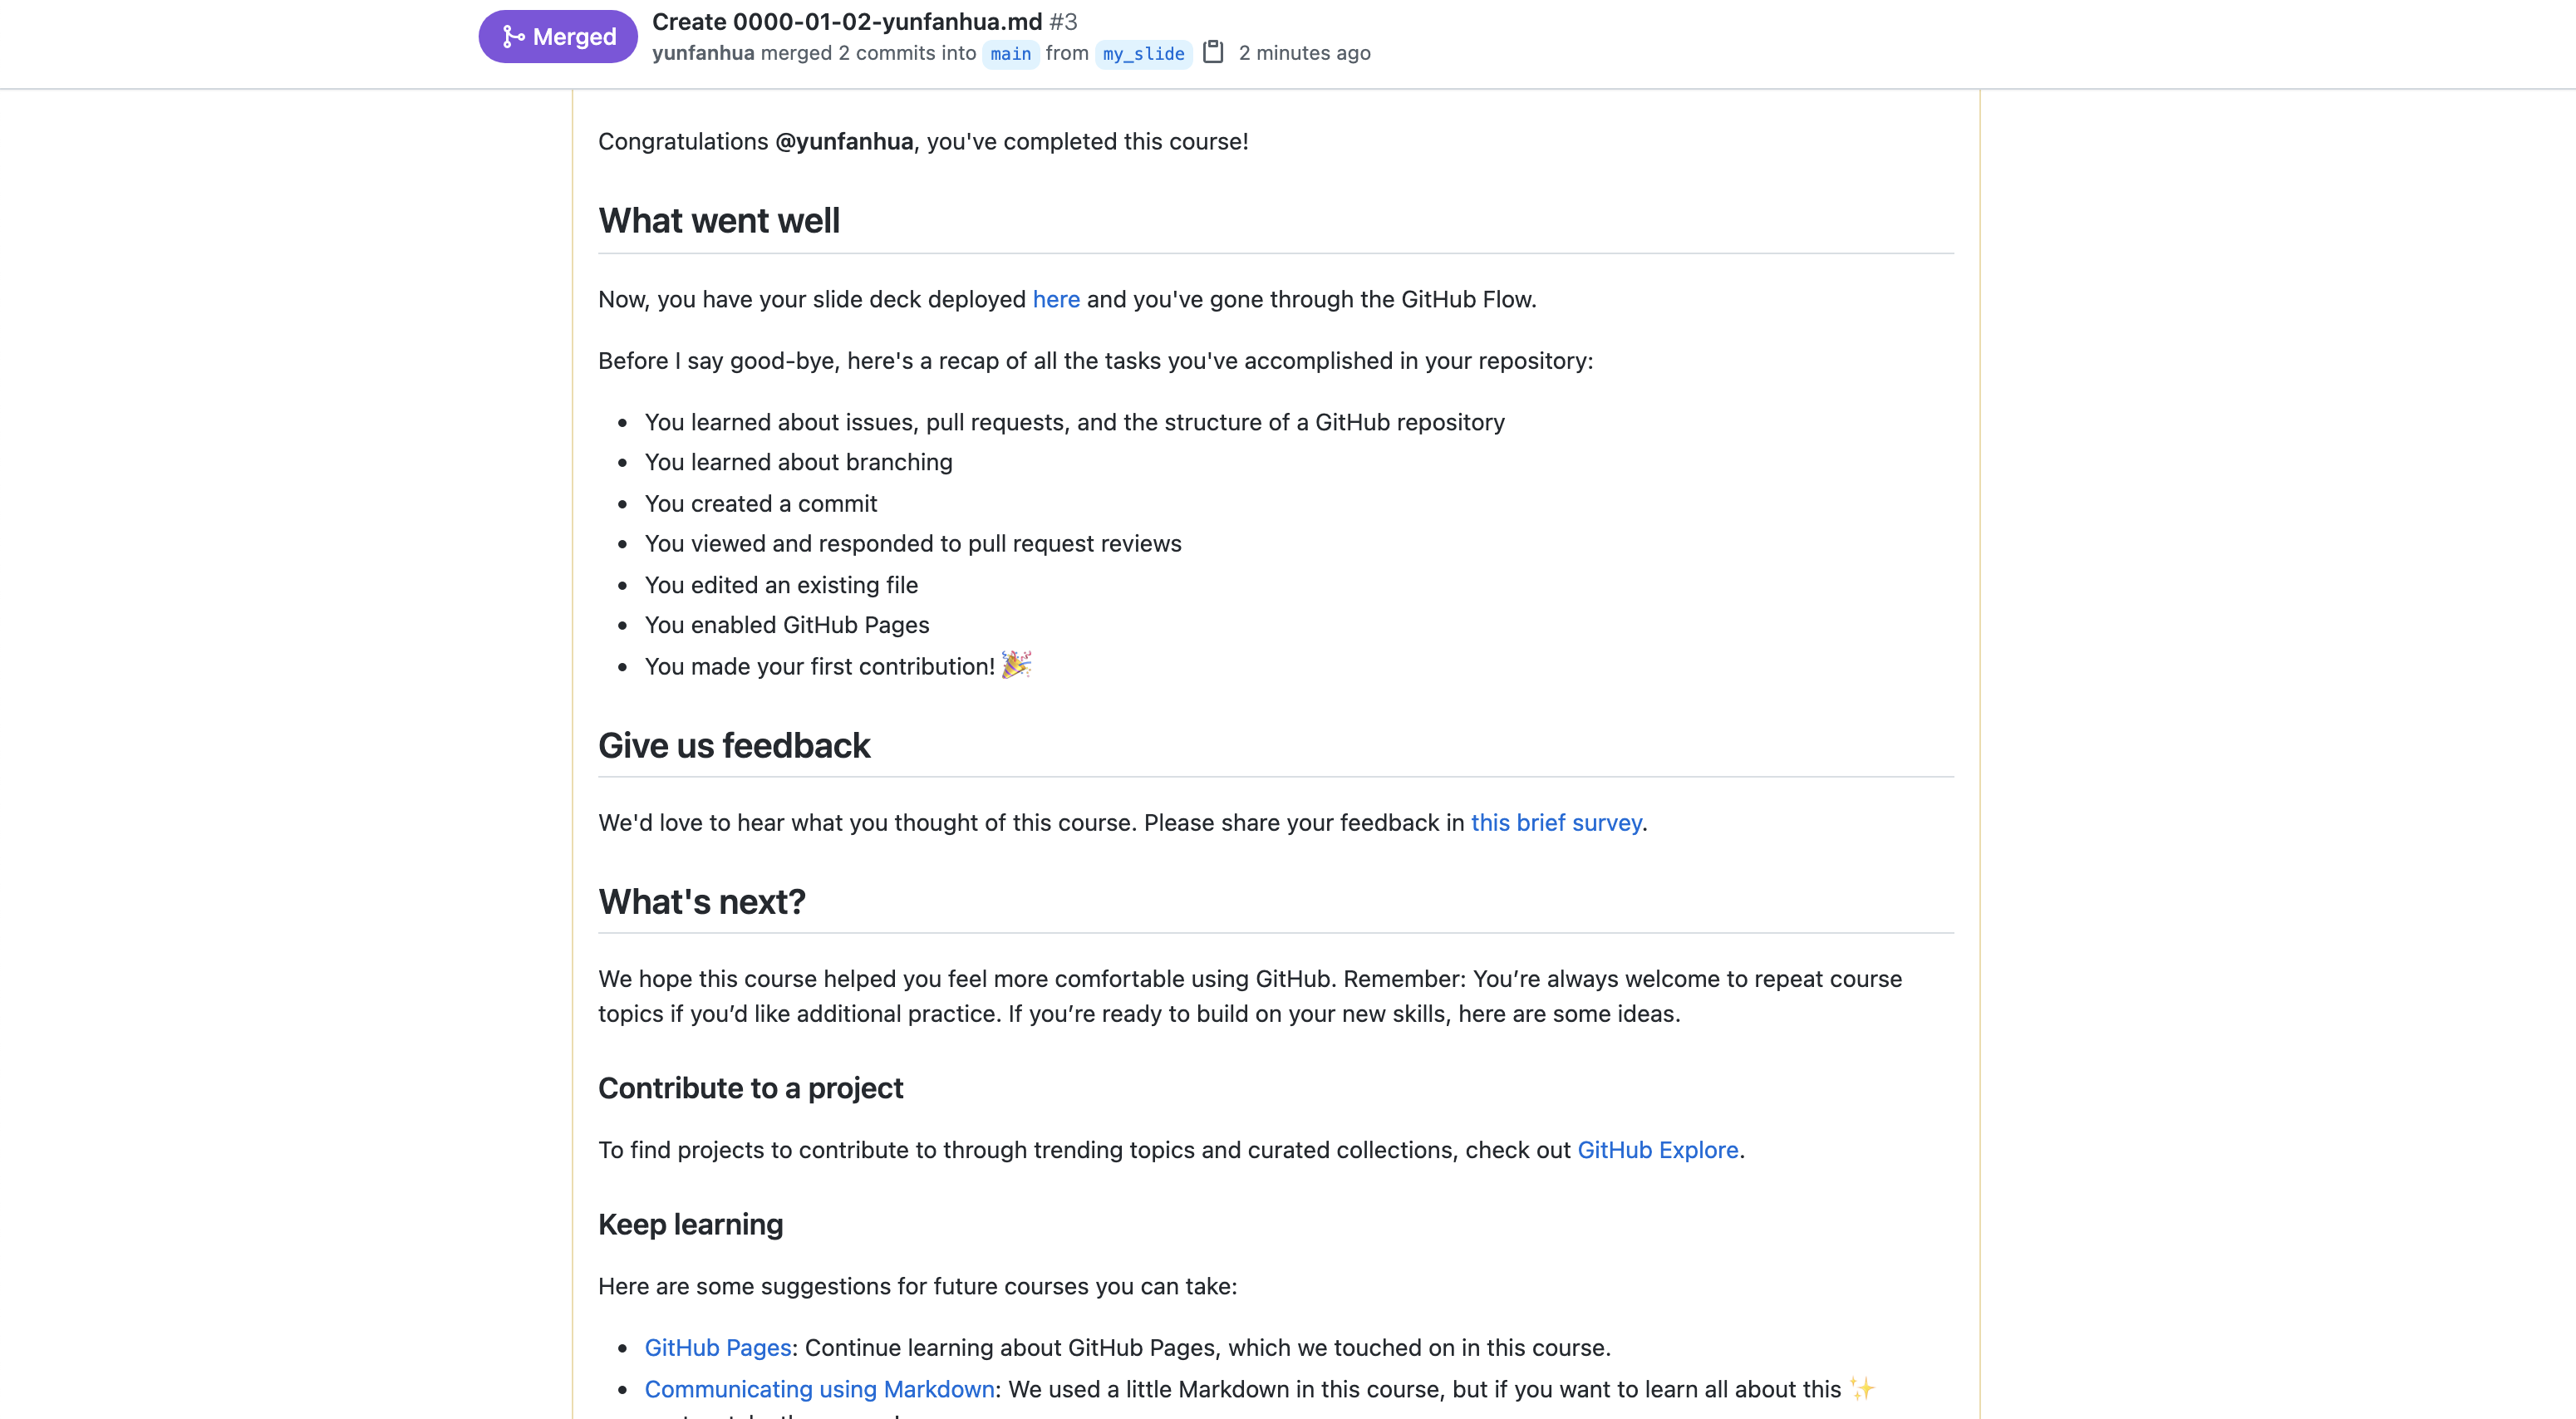 Merged
Create 0000-01-02-yunfanhua.md #3
yunfanhua merged 2 commits into main from my_slide 2 minutes ago
Congratulations @yunfanhua, you've completed this course!
What went well
Now, you have your slide deck deployed here and you've gone through the GitHub Flow.
Before I say good-bye, here's a recap of all the tasks you've accomplished in your repository:
• You learned about issues, pull requests, and the structure of a GitHub repository
• You learned about branching
• You created a commit
• You viewed and responded to pull request reviews
• You edited an existing file
• You enabled GitHub Pages
• You made your first contribution! 🎉
Give us feedback
We'd love to hear what you thought of this course. Please share your feedback in this brief survey.
What's next?
We hope this course helped you feel more comfortable using GitHub. Remember: You’re always welcome to repeat course
topics if you’d like additional practice. If you’re ready to build on your new skills, here are some ideas.
Contribute to a project
To find projects to contribute to through trending topics and curated collections, check out GitHub Explore.
Keep learning
Here are some suggestions for future courses you can take:
• GitHub Pages: Continue learning about GitHub Pages, which we touched on in this course.
• Communicating using Markdown: We used a little Markdown in this course, but if you want to learn all about this ✨